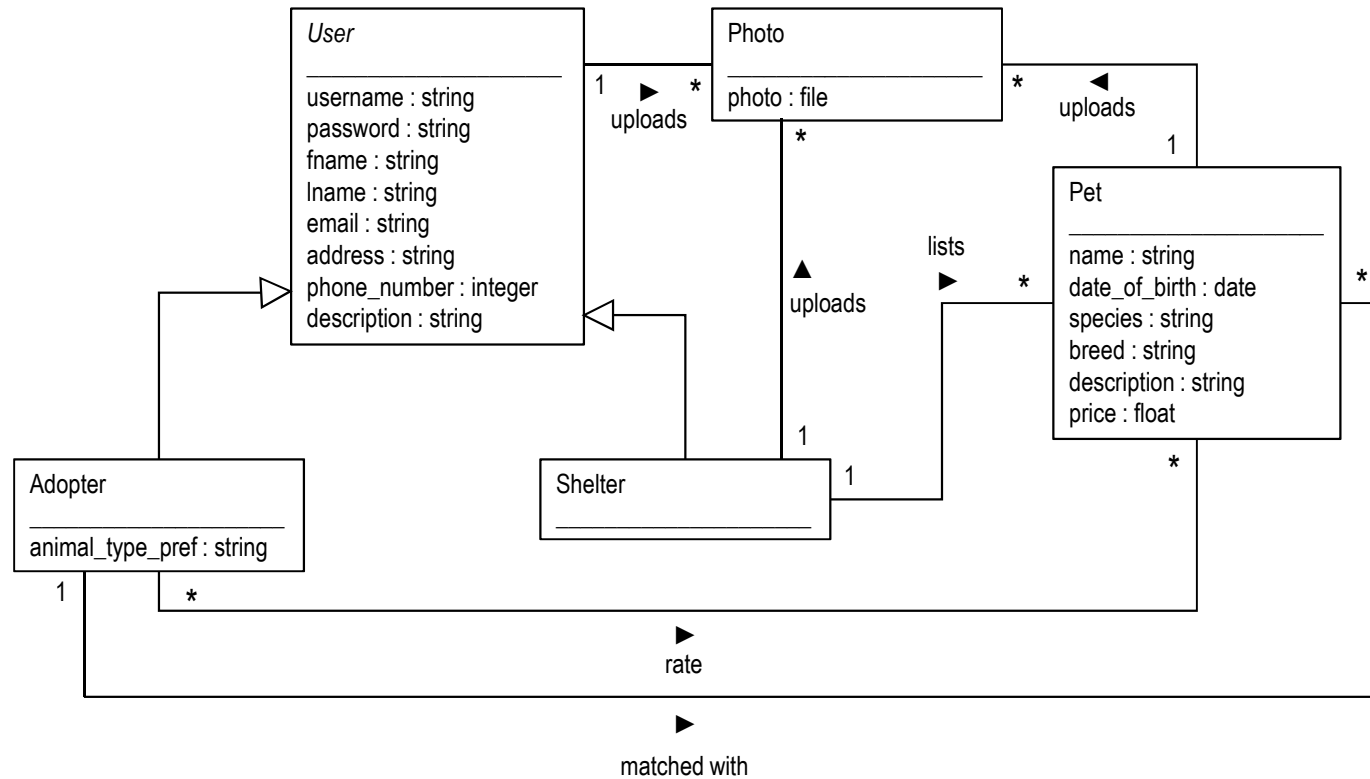 User
username : string
password : string
fname : string
lname : string
email : string
address : string
phone_number : integer
description : string
1
►
*
uploads
Photo
photo : file
*
*
◄
uploads
1
Pet
name : string
date_of_birth : date
species : string
breed : string
description : string
price : float
*
*
lists
►
*
▲
uploads
1
1
Adopter
animal_type_pref : string
Shelter
1
*
►
rate
►
matched with